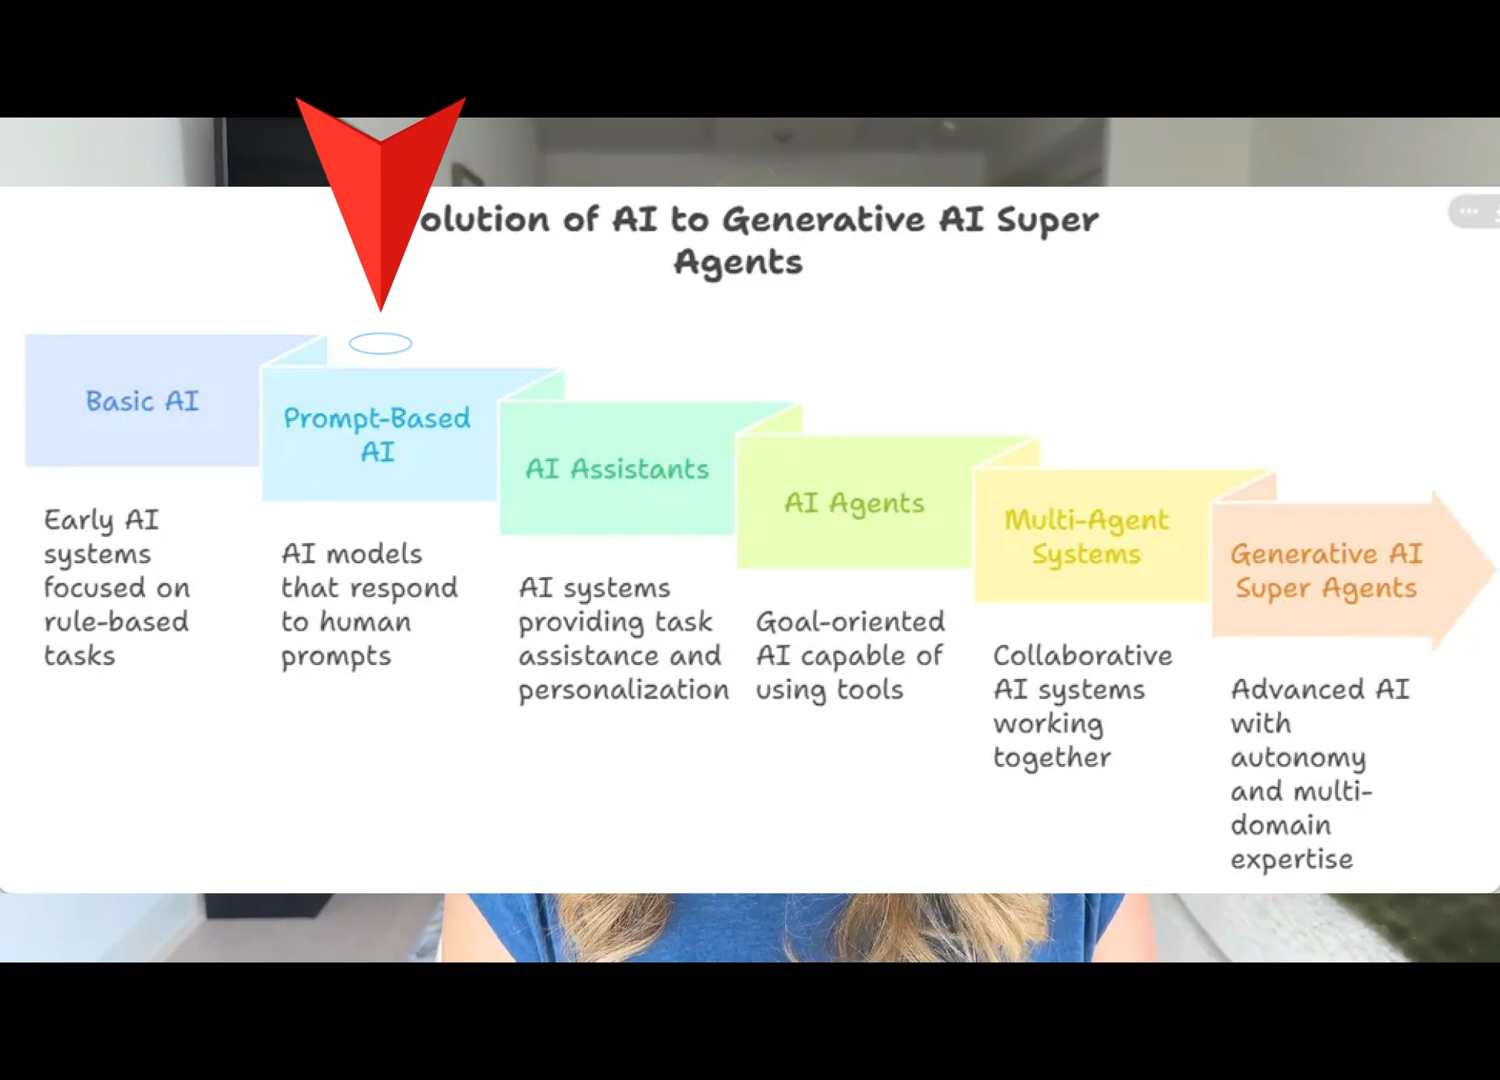 olution of AI to Generative AI Super
Agents
Basic AI
Early AI
systems
focused on
rule-based
tasks
Prompt-Based
AI
AI models
that respond
to human
prompts
AI Assistants
AI systems
providing task
assistance and
personalization
AI Agents
Goal-oriented
AI capable of
using tools
Multi-Agent
Systems
Collaborative
AI systems
working
together
Generative AI
Super Agents
Advanced AI
with
autonomy
and multi-
domain
expertise